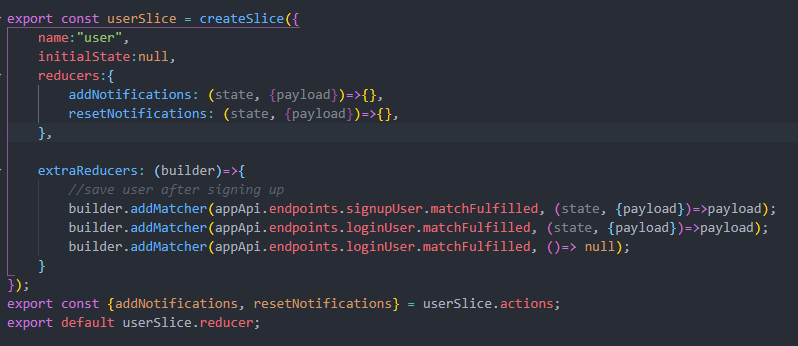 export const userSlice = createSlice({
name:"user",
initialState:null,
reducers:{
addNotifications: (state, {payload})=>{},
resetNotifications: (state, {payload})=>{},
},
extraReducers: (builder)=>{
//save user after signing up
builder.addMatcher(appApi.endpoints.signupUser.matchFulfilled, (state, {payload})=>payload);
builder.addMatcher(appApi.endpoints.loginUser.matchFulfilled, (state, {payload})=>payload);
builder.addMatcher(appApi.endpoints.loginUser.matchFulfilled, ()=> null);
}
});
export const {addNotifications, resetNotifications} = userSlice.actions;
export default userSlice.reducer;